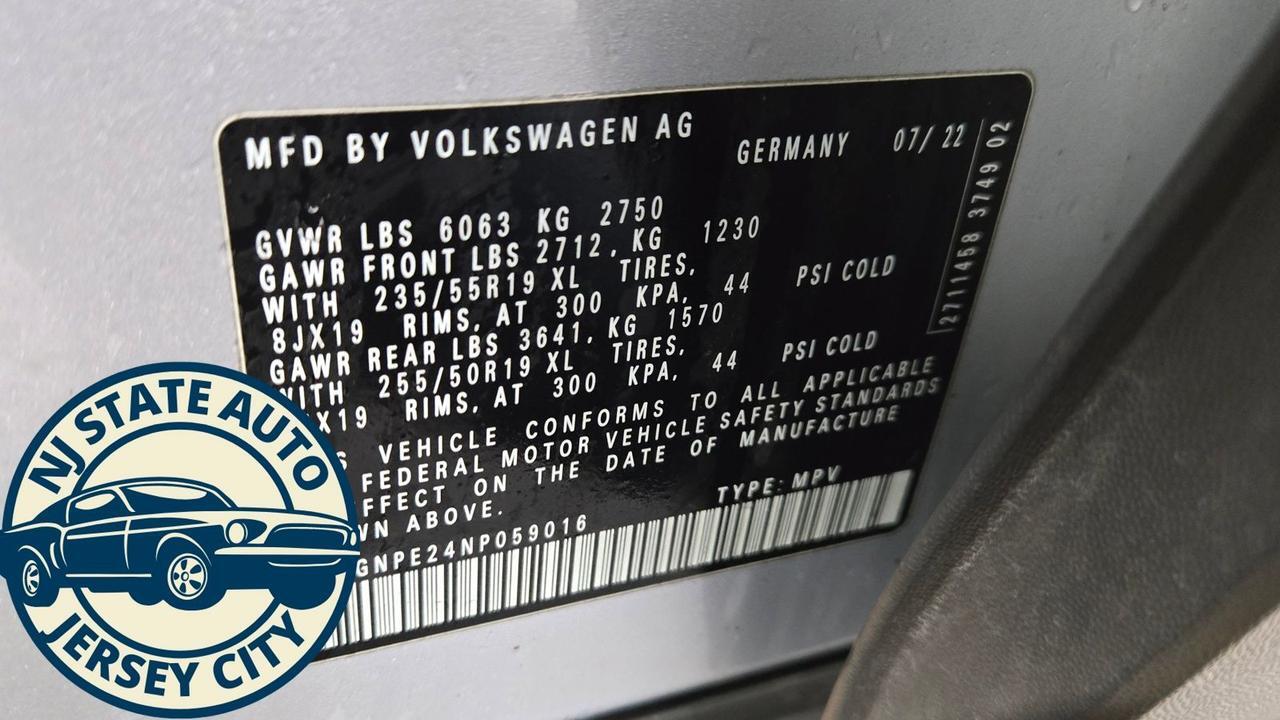 MFD BY VOLKSWAGEN AG GERMANY 07/ 22
GVWR LBS 6063 KG 2750
GAWR FRONT LBS 2712, KG 1230
WITH 235/55R19 XL TIRES,
8JX19 RIMS, AT 300 KPA, 44 PSI COLD
GAWR REAR LBS 3641, KG 1570
WITH 255/50R19 XL TIRES,
X19 RIMS, AT 300 KPA, 44 PSI COLD
S VEHICLE CONFORMS TO ALL APPLICABLE
FEDERAL MOTOR VEHICLE SAFETY STANDARDS
FFECT ON THE DATE OF MANUFACTURE
WN ABOVE.
GNPE24NP059016 TYPE: MPV
2711458 3749 02
NJ STATE AUTO
JERSEY CITY